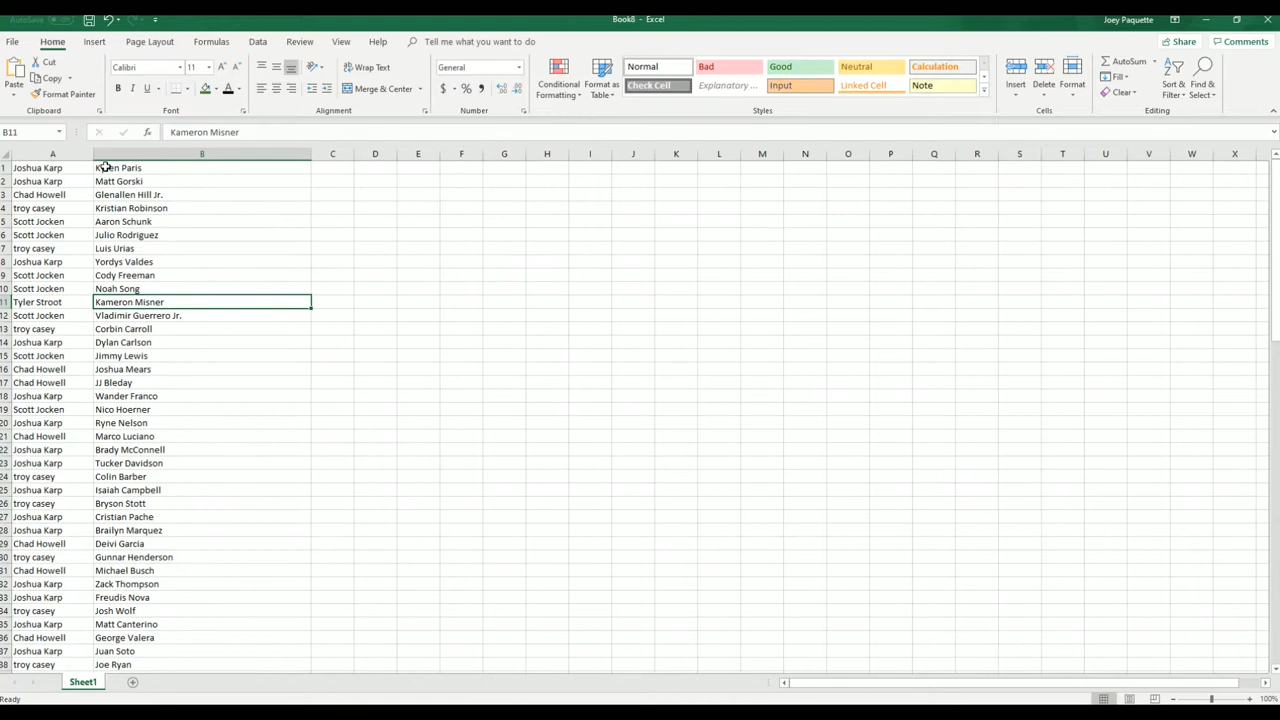 AutoSave Off
Book8 - Excel
Joey Paquette
File Home Insert Page Layout Formulas Data Review View Help Tell me what you want to do
Share Comments
Paste
Cut
Copy
Format Painter
Clipboard
Calibri 11
B I U
Font
Wrap Text
Merge & Center
Alignment
General
$ % 9
Number
Conditional Formatting
Format as Table
Normal Bad Good Neutral Calculation
Check Cell Explanatory ... Input Linked Cell Note
Styles
Insert Delete Format
Cells
AutoSum
Fill
Clear
Sort & Filter
Find & Select
Editing
B11 fx Kameron Misner
A B C D E F G H I J K L M N O P Q R S T U V W X
1 Joshua Karp Paris
2 Joshua Karp Matt Gorski
3 Chad Howell Glenallen Hill Jr.
4 troy casey Kristian Robinson
5 Scott Jocken Aaron Schunk
6 Scott Jocken Julio Rodriguez
7 troy casey Luis Urias
8 Joshua Karp Yordys Valdes
9 Scott Jocken Cody Freeman
10 Scott Jocken Noah Song
11 Tyler Stroot Kameron Misner
12 Scott Jocken Vladimir Guerrero Jr.
13 troy casey Corbin Carroll
14 Joshua Karp Dylan Carlson
15 Scott Jocken Jimmy Lewis
16 Chad Howell Joshua Mears
17 Chad Howell JJ Bleday
18 Joshua Karp Wander Franco
19 Scott Jocken Nico Hoerner
20 Joshua Karp Ryne Nelson
21 Chad Howell Marco Luciano
22 Joshua Karp Brady McConnell
23 Joshua Karp Tucker Davidson
24 troy casey Colin Barber
25 Joshua Karp Isaiah Campbell
26 troy casey Bryson Stott
27 Joshua Karp Cristian Pache
28 Joshua Karp Brailyn Marquez
29 Chad Howell Deivi Garcia
30 troy casey Gunnar Henderson
31 Chad Howell Michael Busch
32 Joshua Karp Zack Thompson
33 Joshua Karp Freudis Nova
34 troy casey Josh Wolf
35 Joshua Karp Matt Canterino
36 Chad Howell George Valera
37 Joshua Karp Juan Soto
38 troy casey Joe Ryan
Sheet1
Ready
100%